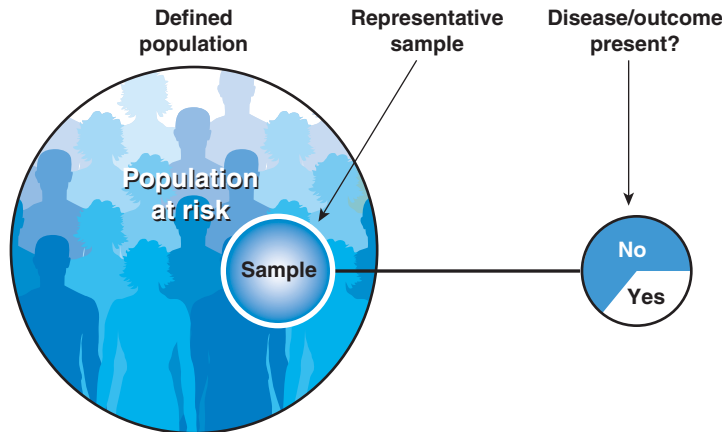 Defined
population
Representative
sample
Disease/outcome
present?
Population
at risk
Sample
No
Yes